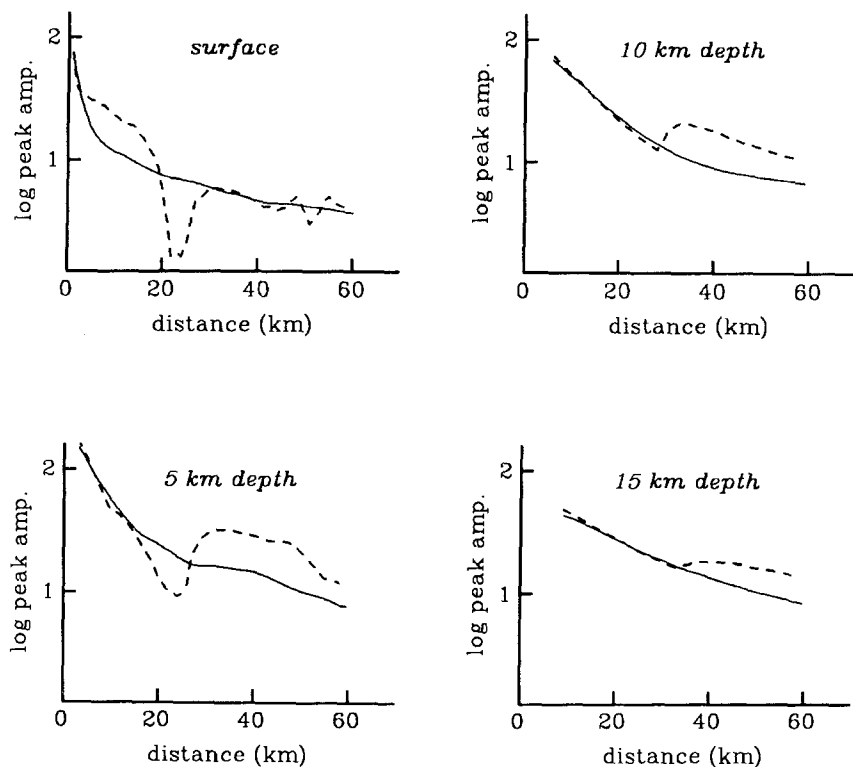 surface
2
1
log peak amp.
0 20 40 60
distance (km)
10 km depth
2
1
log peak amp.
0 20 40 60
distance (km)
5 km depth
2
1
log peak amp.
0 20 40 60
distance (km)
15 km depth
2
1
log peak amp.
0 20 40 60
distance (km)